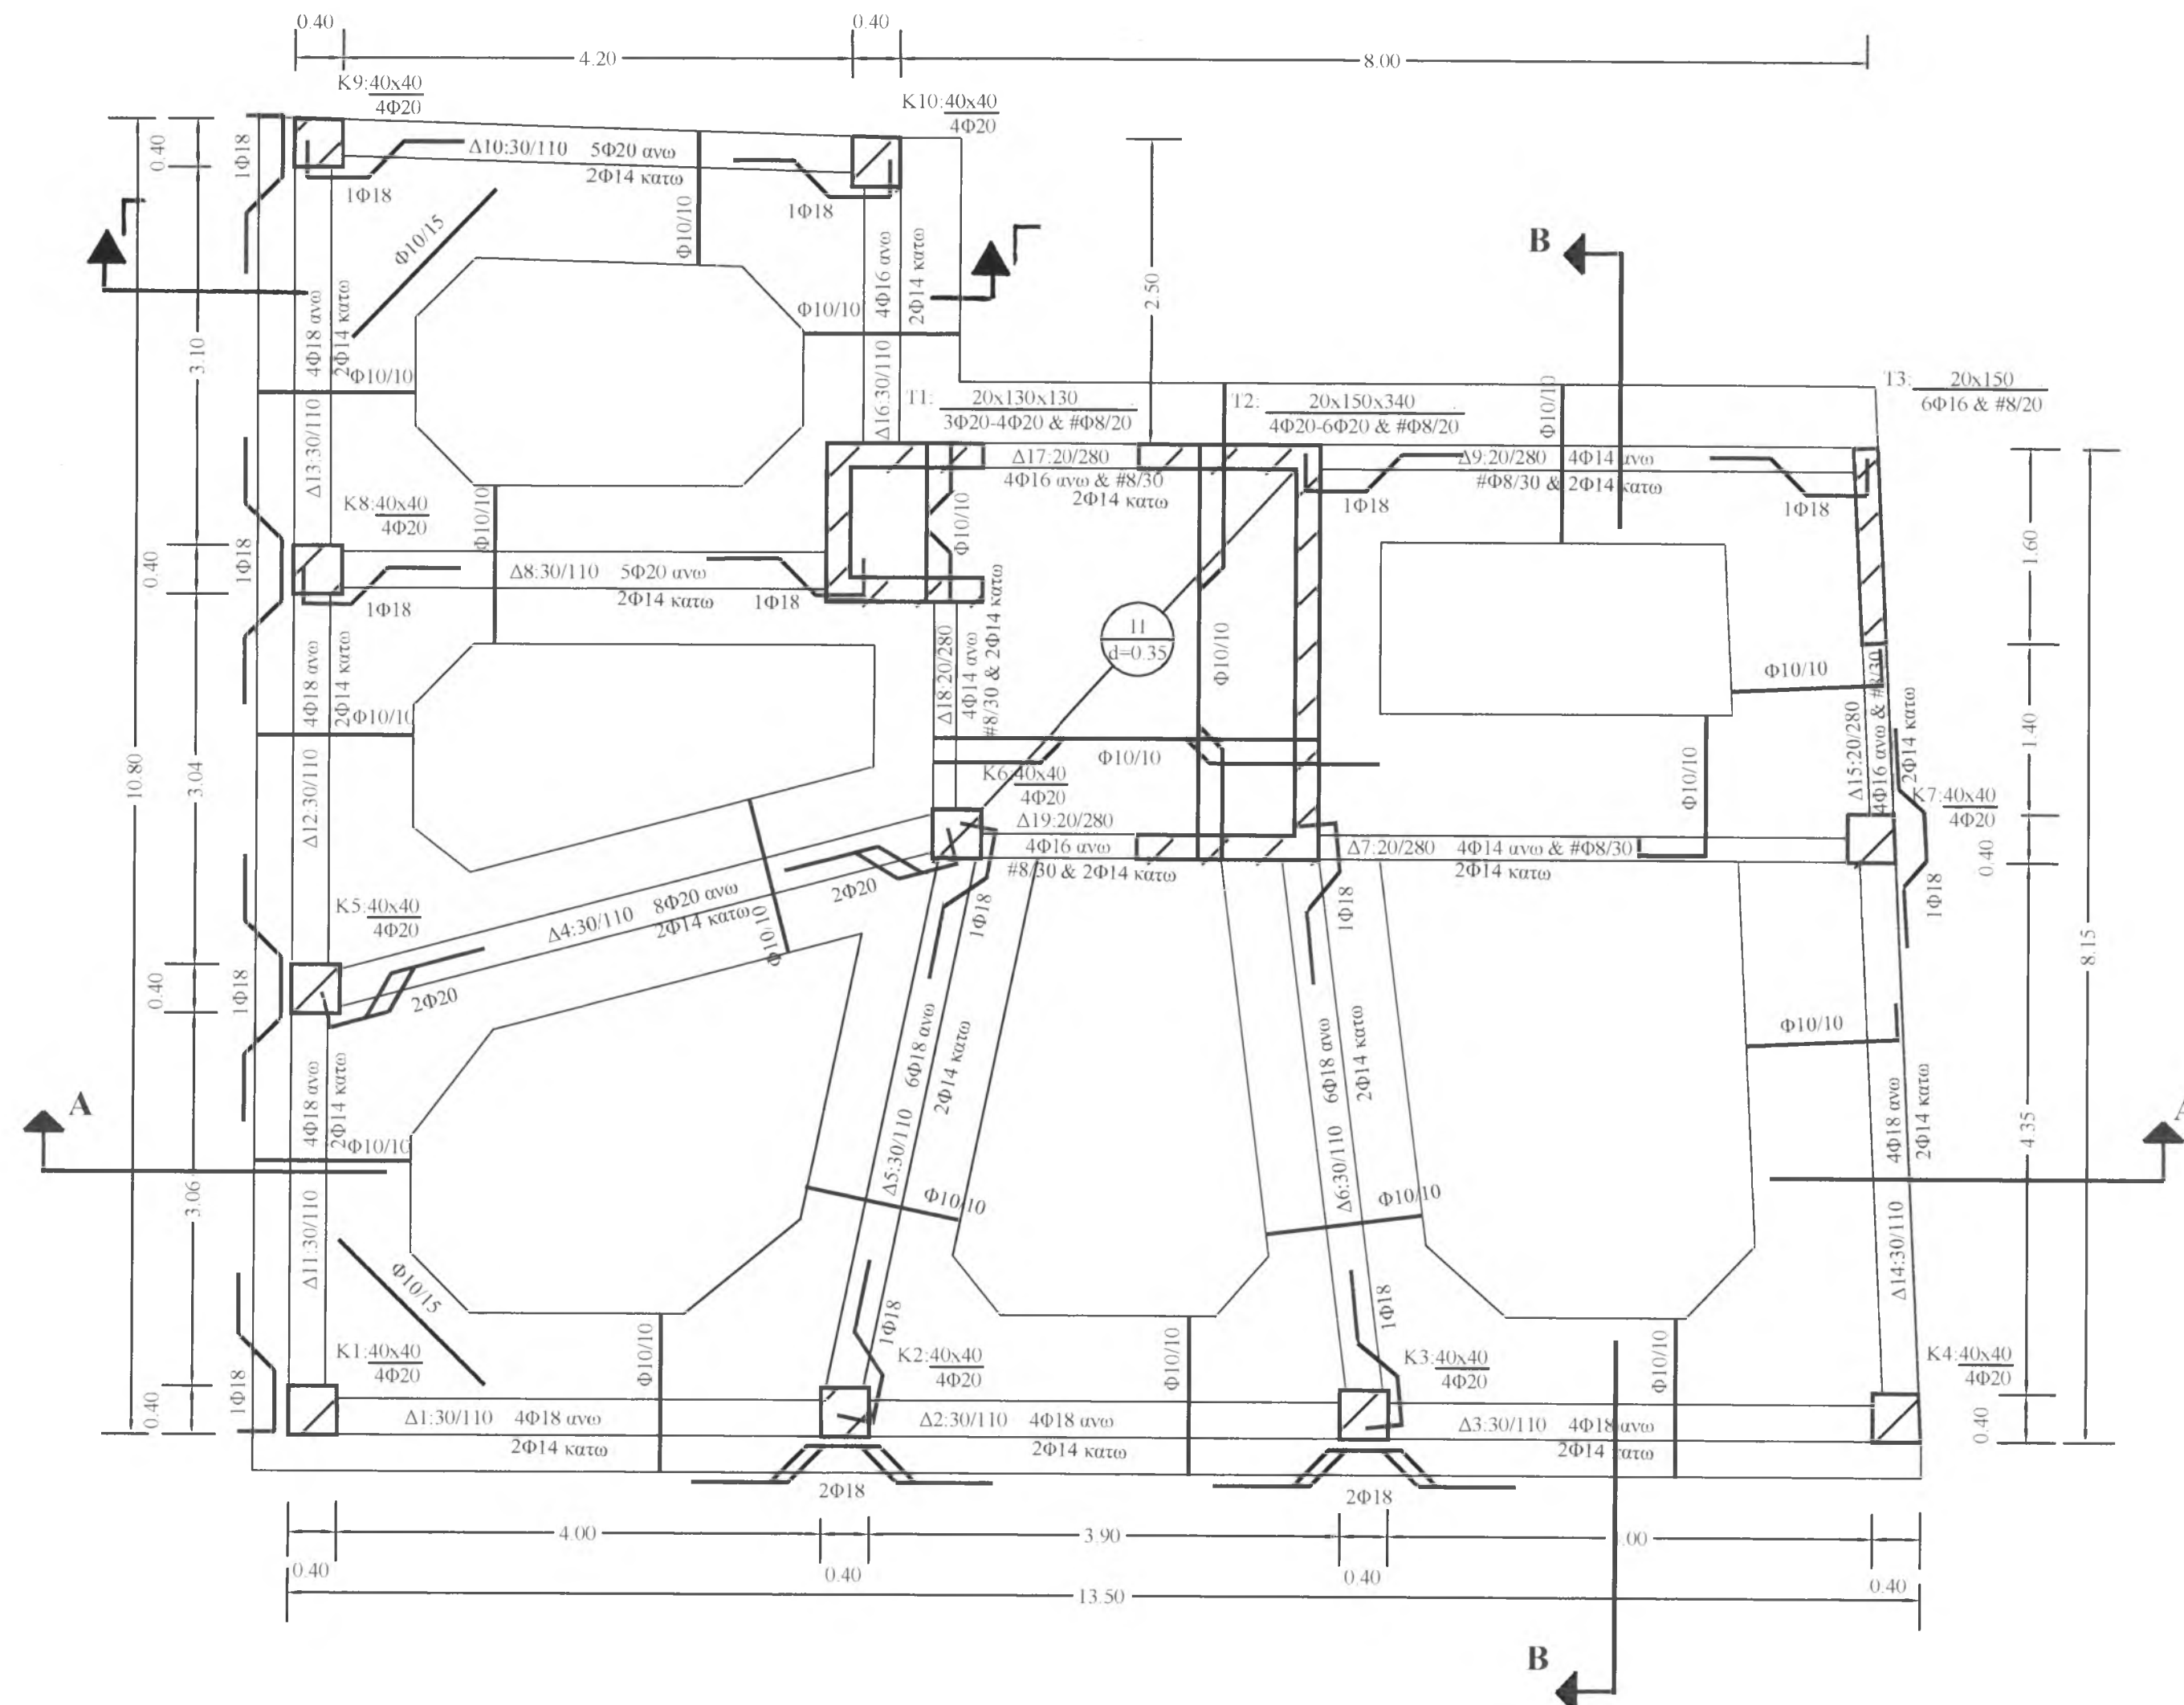 0.40
0.40
4.20
8.00
K9:40x40
4Φ20
K10:40x40
4Φ20
0.40
1Φ18
Δ10:30/110 5Φ20 ανω
2Φ14 κατω
1Φ18
1Φ18
Φ10/15
Φ10/10
4Φ16 ανω
2Φ14 κατω
Δ16:30/110
2.50
B
3.10
4Φ18 ανω
2Φ14 κατω
Δ13:30/110
Φ10/10
Φ10/10
T1: 20x130x130
3Φ20-4Φ20 & #Φ8/20
T2: 20x150x340
4Φ20-6Φ20 & #Φ8/20
Φ10/10
T3: 20x150
6Φ16 & #8/20
Δ17:20/280
4Φ16 ανω & #8/30
2Φ14 κατω
Δ9:20/280 4Φ14 ανω
#Φ8/30 & 2Φ14 κατω
1Φ18
1Φ18
K8:40x40
4Φ20
Φ10/10
Φ10/10
0.40
1Φ18
Δ8:30/110 5Φ20 ανω
2Φ14 κατω
1Φ18
1Φ18
1.60
Π
d=0.35
Φ10/10
Δ18:20/280
4Φ14 ανω
#8/30 & 2Φ14 κατω
4Φ18 ανω
2Φ14 κατω
Φ10/10
Δ12:30/110
3.04
10.80
Φ10/10
Φ10/10
Φ10/10
Δ15:20/280
4Φ16 ανω & #8/30
2Φ14 κατω
1.40
K6:40x40
4Φ20
Δ19:20/280
4Φ16 ανω
#8/30 & 2Φ14 κατω
K7:40x40
4Φ20
Δ7:20/280 4Φ14 ανω & #Φ8/30
2Φ14 κατω
0.40
1Φ18
K5:40x40
4Φ20
Δ4:30/110 8Φ20 ανω
2Φ14 κατω
Φ10/10
2Φ20
2Φ20
1Φ18
1Φ18
0.40
1Φ18
8.15
Φ10/10
A
4Φ18 ανω
2Φ14 κατω
Φ10/10
Δ11:30/110
3.06
Δ5:30/110 6Φ18 ανω
2Φ14 κατω
Φ10/10
Δ6:30/110 6Φ18 ανω
2Φ14 κατω
Φ10/10
4Φ18 ανω
2Φ14 κατω
Δ14:30/110
4.35
Φ10/15
1Φ18
1Φ18
Φ10/10
Φ10/10
Φ10/10
K1:40x40
4Φ20
K2:40x40
4Φ20
K3:40x40
4Φ20
K4:40x40
4Φ20
0.40
1Φ18
Δ1:30/110 4Φ18 ανω
2Φ14 κατω
Δ2:30/110 4Φ18 ανω
2Φ14 κατω
Δ3:30/110 4Φ18 ανω
2Φ14 κατω
0.40
2Φ18
2Φ18
4.00
3.90
.00
0.40
0.40
0.40
0.40
13.50
B